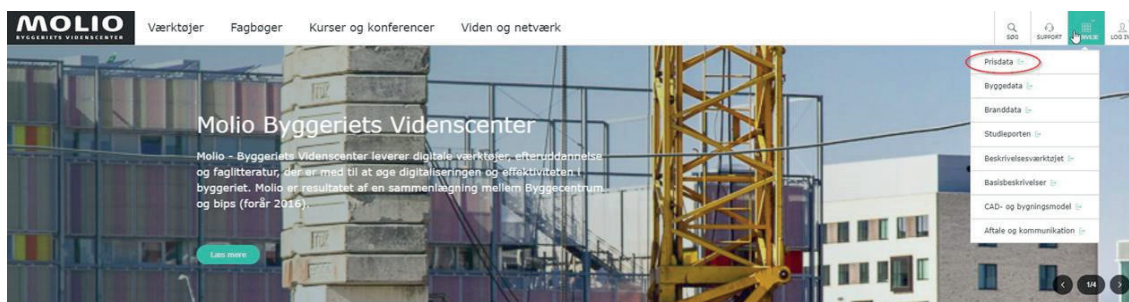 MOLIO
BYGGERIETS VIDENSCENTER
Værktøjer
Fagbøger
Kurser og konferencer
Viden og netværk
SØG
SUPPORT
LOG IN
Prisdata
Byggedata
Branddata
Studieporten
Beskrivelsesværktøjet
Basisbeskrivelser
CAD- og bygningsmodel
Aftale og kommunikation
Molio Byggeriets Videnscenter
Molio - Byggeriets Videnscenter leverer digitale værktøjer, efteruddannelse
og faglitteratur, der er med til at øge digitaliseringen og effektiviteten i
byggeriet. Molio er resultatet af en sammenlægning mellem Byggecentrum
og bips (forår 2016).
Læs mere
1/4